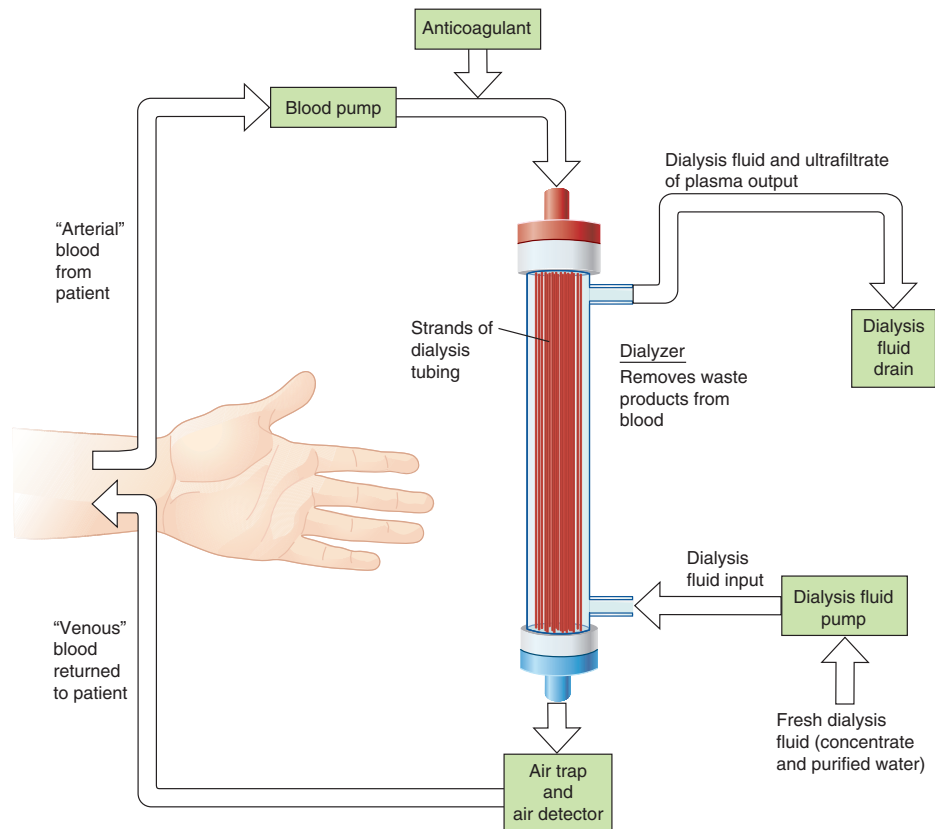 Anticoagulant
Blood pump
Dialysis fluid and ultrafiltrate
of plasma output
“Arterial”
blood
from
patient
Strands of
dialysis
tubing
Dialyzer
Removes waste
products from
blood
Dialysis
fluid
drain
Dialysis
fluid input
Dialysis fluid
pump
“Venous”
blood
returned
to patient
Fresh dialysis
fluid (concentrate
and purified water)
Air trap
and
air detector